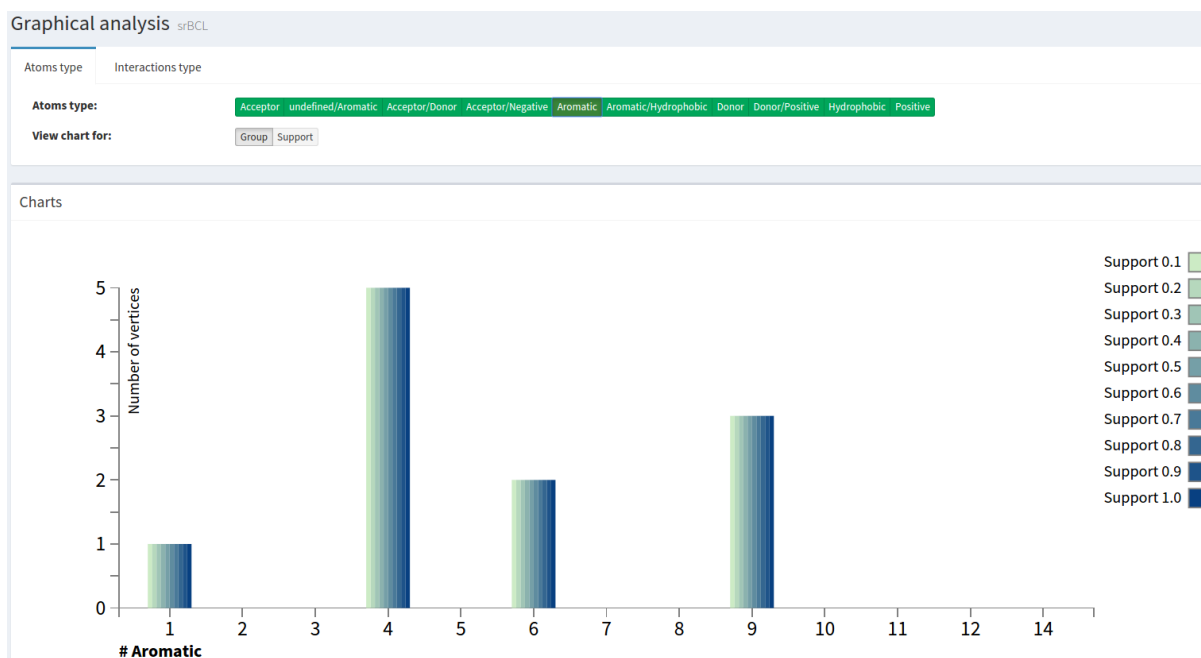 Graphical analysis srBCL
Atoms type Interactions type
Atoms type: Acceptor undefined/Aromatic Acceptor/Donor Acceptor/Negative Aromatic Aromatic/Hydrophobic Donor Donor/Positive Hydrophobic Positive
View chart for: Group Support
Charts
Support 0.1
Support 0.2
Support 0.3
Support 0.4
Support 0.5
Support 0.6
Support 0.7
Support 0.8
Support 0.9
Support 1.0
Number of vertices
5
4
3
2
1
0
1 2 3 4 5 6 7 8 9 10 11 12 14
# Aromatic